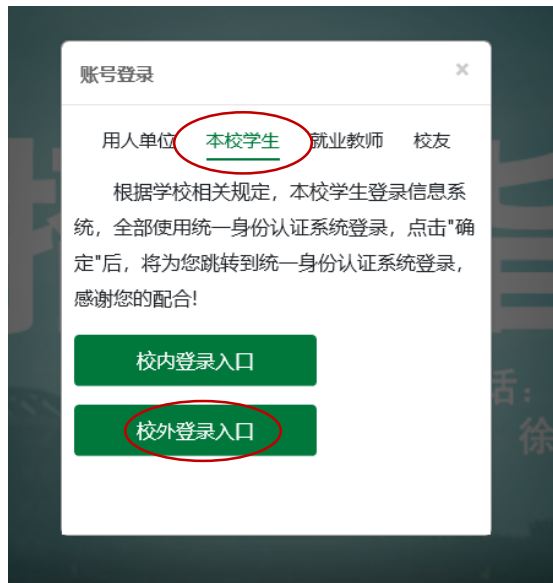 账号登录 ×
用人单位 本校学生 就业教师 校友
根据学校相关规定，本校学生登录信息系
统，全部使用统一身份认证系统登录，点击"确
定"后，将为您跳转到统一身份认证系统登录，
感谢您的配合!
校内登录入口
校外登录入口
话：
徐